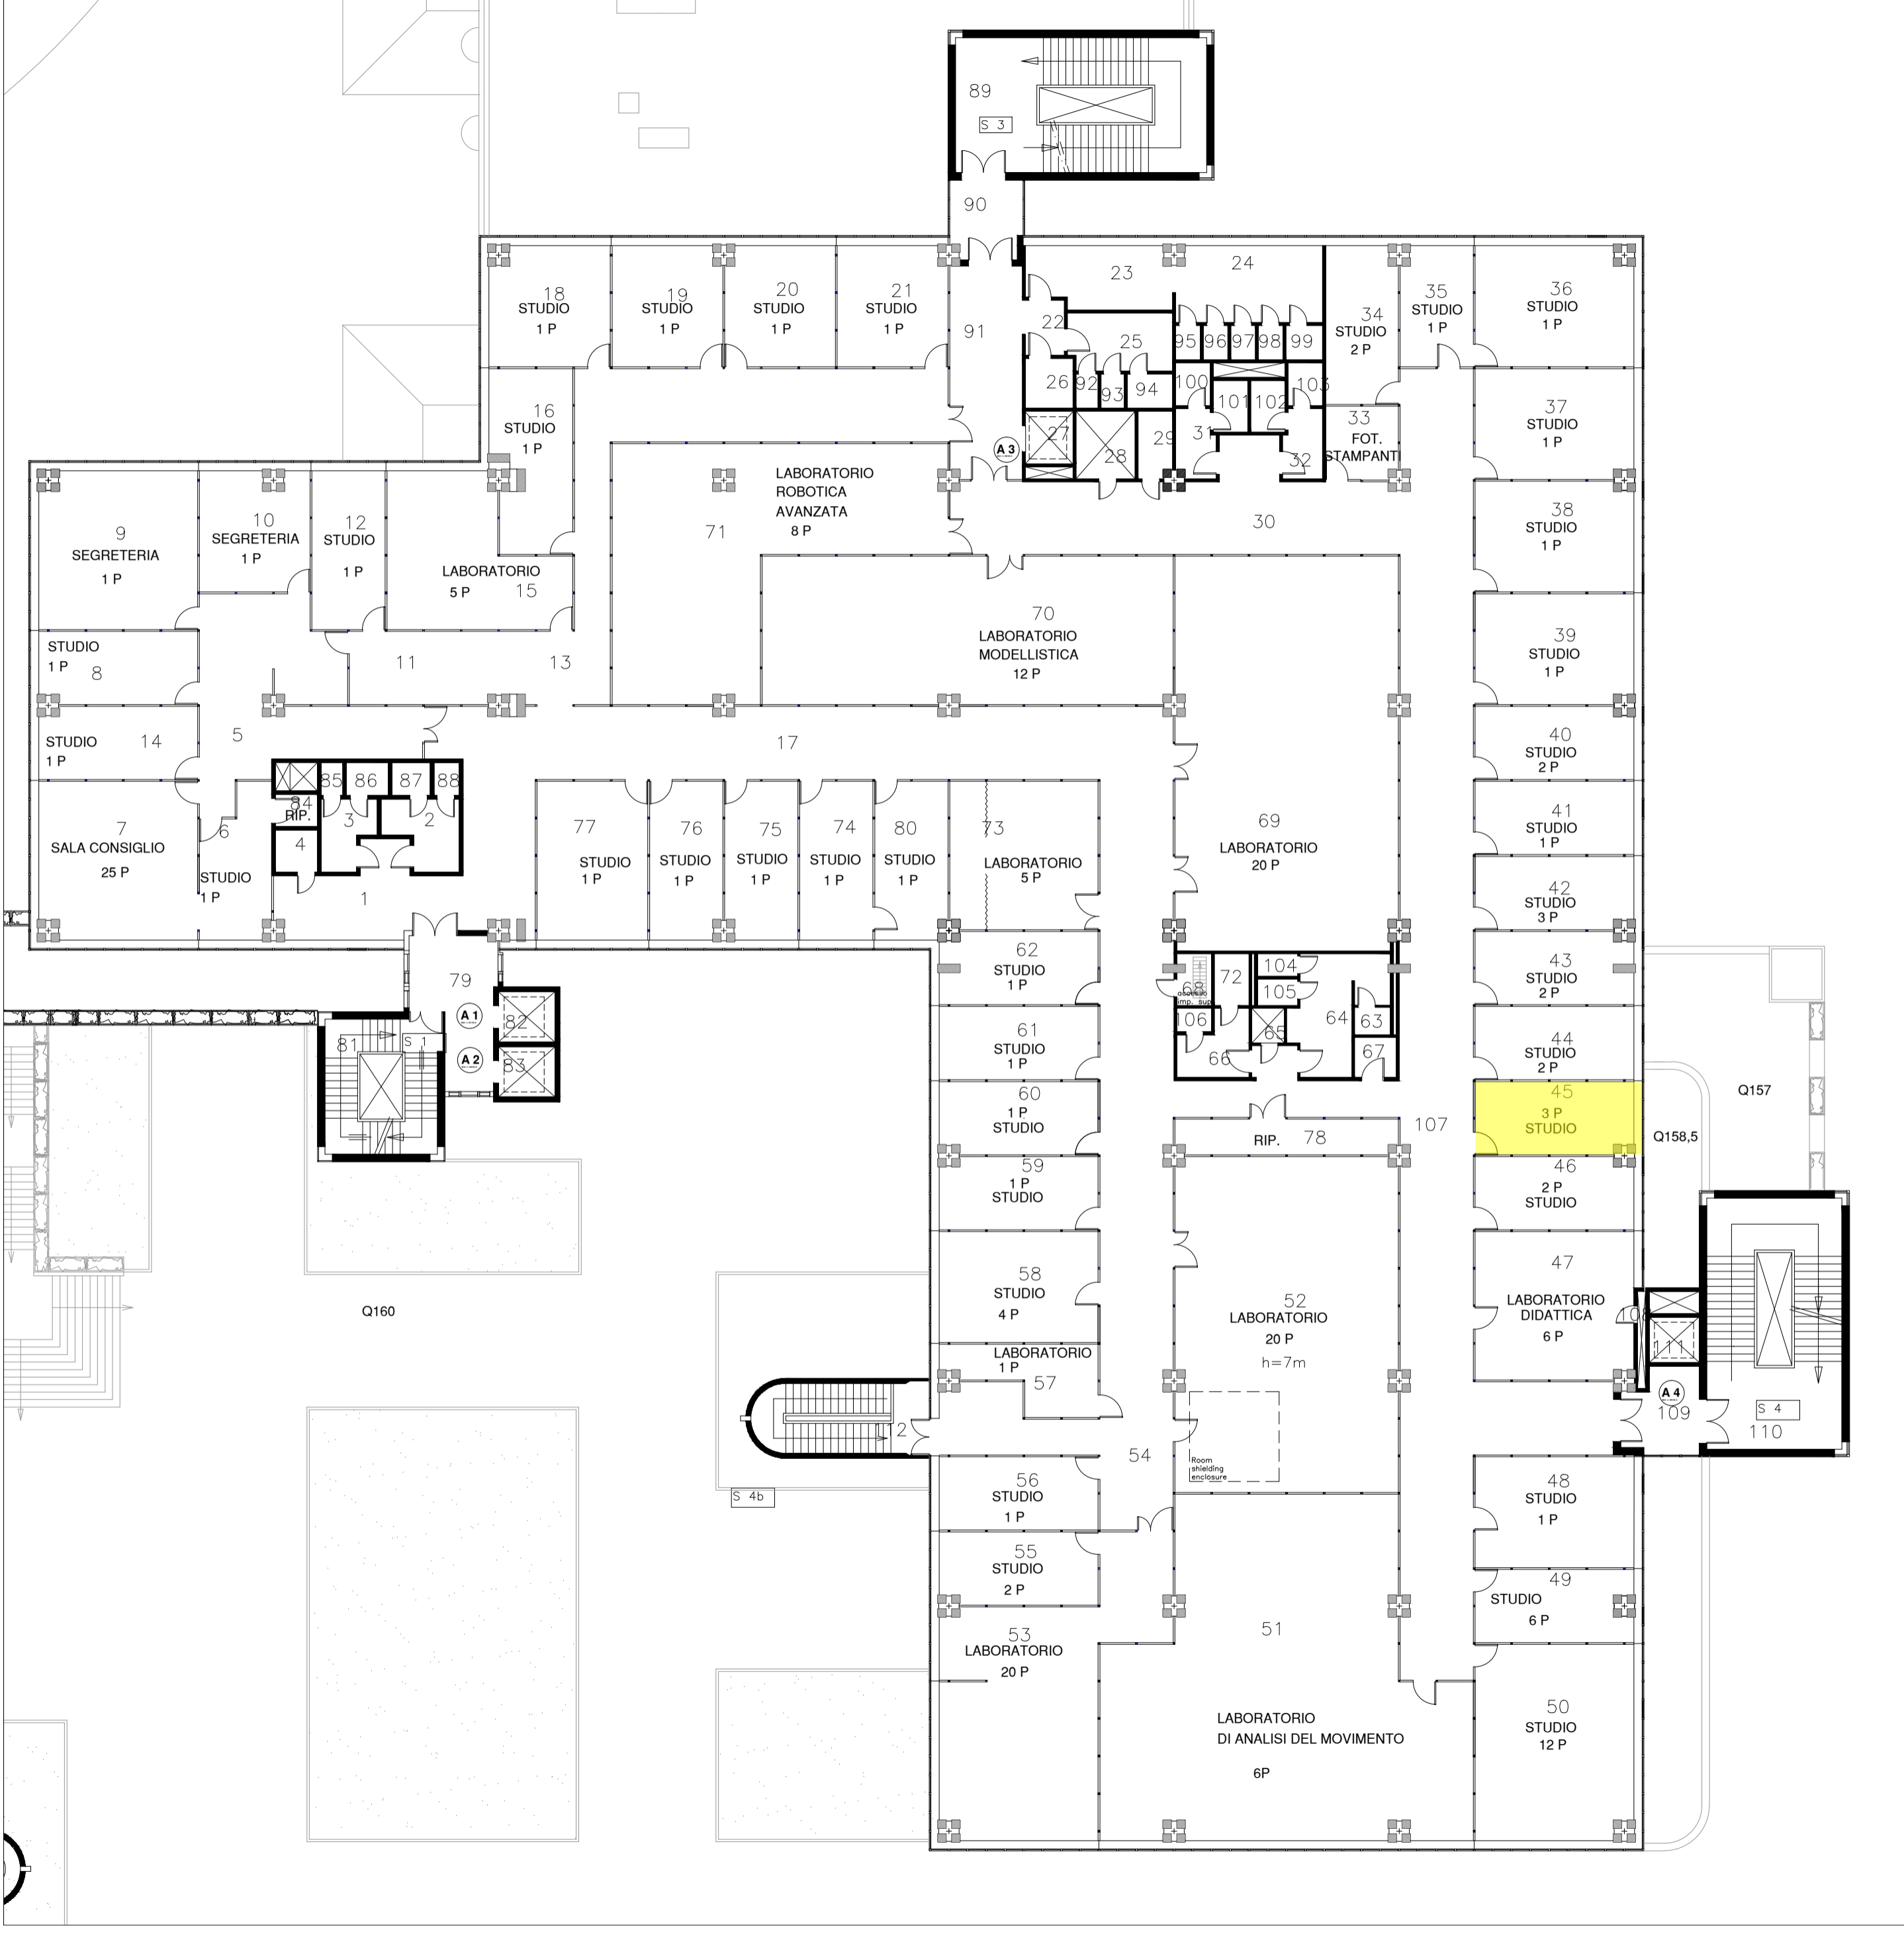 89
S 3
90
18
STUDIO
1 P
19
STUDIO
1 P
20
STUDIO
1 P
21
STUDIO
1 P
91
22
23
24
25
26
92
93
94
95
96
97
98
99
100
101
102
103
27
28
29
31
32
A 3
34
STUDIO
2 P
33
FOT.
STAMPANTI
35
STUDIO
1 P
36
STUDIO
1 P
37
STUDIO
1 P
38
STUDIO
1 P
39
STUDIO
1 P
40
STUDIO
2 P
41
STUDIO
1 P
42
STUDIO
3 P
43
STUDIO
2 P
44
STUDIO
2 P
45
3 P
STUDIO
46
2 P
STUDIO
47
LABORATORIO
DIDATTICA
6 P
48
STUDIO
1 P
49
STUDIO
6 P
50
STUDIO
12 P
16
STUDIO
1 P
9
SEGRETERIA
1 P
10
SEGRETERIA
1 P
12
STUDIO
1 P
LABORATORIO
5 P
15
STUDIO
1 P
8
11
13
STUDIO
14
1 P
5
17
7
SALA CONSIGLIO
25 P
6
STUDIO
1 P
84
RIP.
4
85
86
87
88
3
2
1
71
LABORATORIO
ROBOTICA
AVANZATA
8 P
30
70
LABORATORIO
MODELLISTICA
12 P
69
LABORATORIO
20 P
77
STUDIO
1 P
76
STUDIO
1 P
75
STUDIO
1 P
74
STUDIO
1 P
80
STUDIO
1 P
73
LABORATORIO
5 P
79
A 1
A 2
82
83
81
S 1
62
STUDIO
1 P
61
STUDIO
1 P
60
1 P
STUDIO
59
1 P
STUDIO
58
STUDIO
4 P
LABORATORIO
1 P
57
68
imp. sup.
72
104
105
106
65
66
64
63
67
RIP.
78
107
52
LABORATORIO
20 P
h=7m
Room
shielding
enclosure
54
56
STUDIO
1 P
55
STUDIO
2 P
53
LABORATORIO
20 P
51
LABORATORIO
DI ANALISI DEL MOVIMENTO
6P
S 4b
Q160
Q157
Q158,5
111
A 4
109
S 4
110